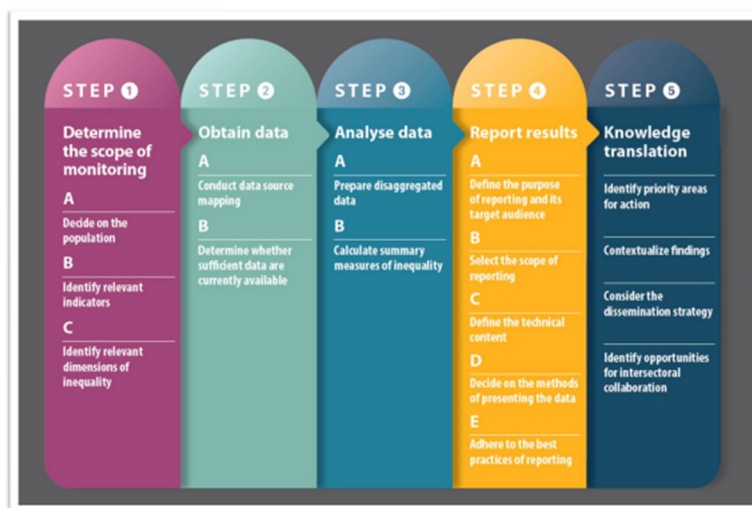 STEP 1
Determine
the scope of
monitoring
A
Decide on the
population
B
Identify relevant
indicators
C
Identify relevant
dimensions of
inequality
STEP 2
Obtain data
A
Conduct data source
mapping
B
Determine whether
sufficient data are
currently available
STEP 3
Analyse data
A
Prepare disaggregated
data
B
Calculate summary
measures of inequality
STEP 4
Report results
A
Define the purpose
of reporting and its
target audience
B
Select the scope of
reporting
C
Define the technical
content
D
Decide on the methods
of presenting the data
E
Adhere to the best
practices of reporting
STEP 5
Knowledge
translation
Identify priority areas
for action
Contextualize findings
Consider the
dissemination strategy
Identify opportunities
for intersectoral
collaboration